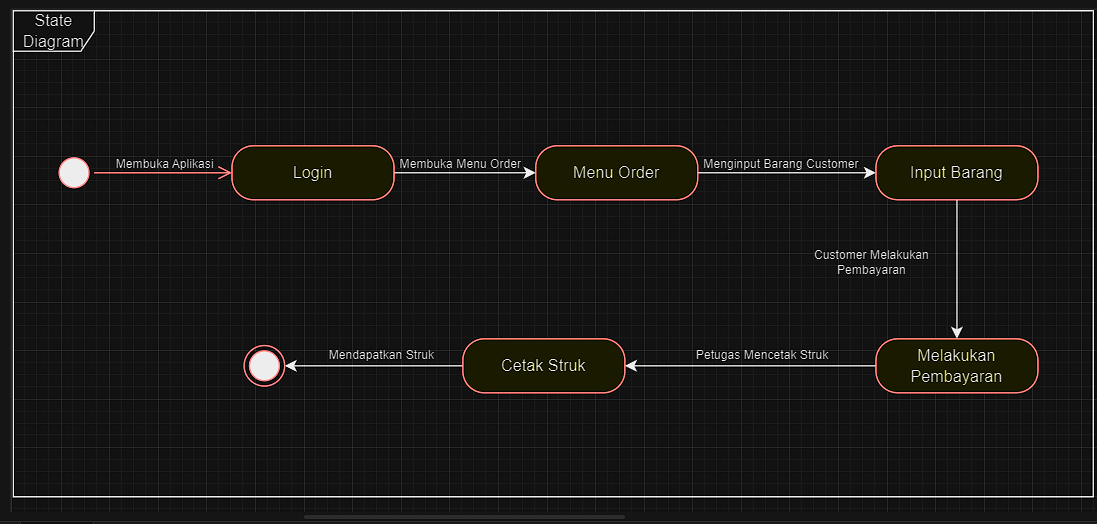 State
Diagram
Membuka Aplikasi
Login
Membuka Menu Order
Menu Order
Menginput Barang Customer
Input Barang
Customer Melakukan
Pembayaran
Melakukan
Pembayaran
Petugas Mencetak Struk
Cetak Struk
Mendapatkan Struk